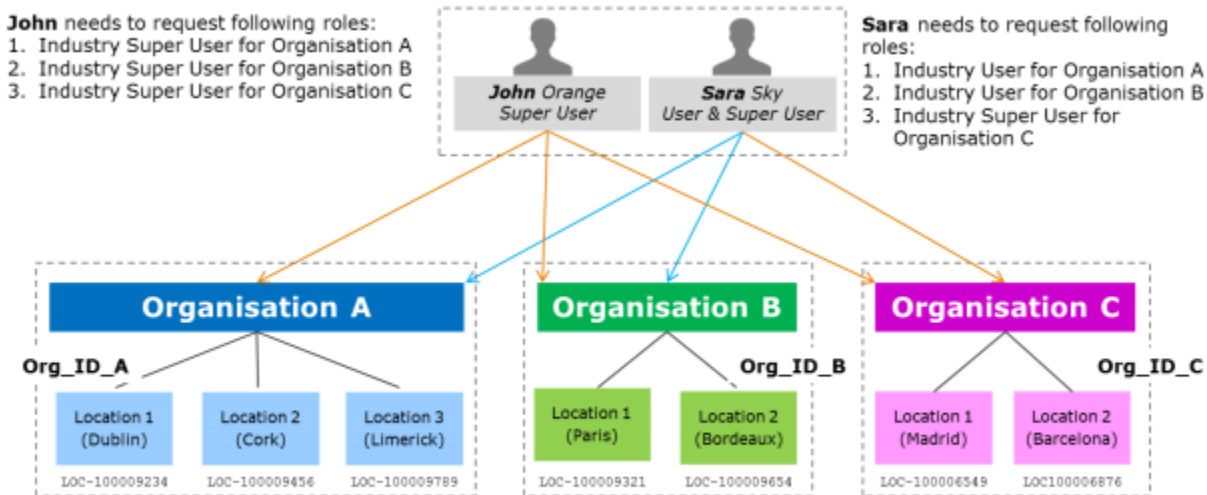 John needs to request following roles:
1. Industry Super User for Organisation A
2. Industry Super User for Organisation B
3. Industry Super User for Organisation C
John Orange
Super User
Sara Sky
User & Super User
Sara needs to request following
roles:
1. Industry User for Organisation A
2. Industry User for Organisation B
3. Industry Super User for
Organisation C
Organisation A
Org_ID_A
Location 1
(Dublin)
Location 2
(Cork)
Location 3
(Limerick)
LOC-100009234
LOC-100009456
LOC-100009789
Organisation B
Org_ID_B
Location 1
(Paris)
Location 2
(Bordeaux)
LOC-100009321
LOC-100009654
Organisation C
Org_ID_C
Location 1
(Madrid)
Location 2
(Barcelona)
LOC-100006549
LOC100006876